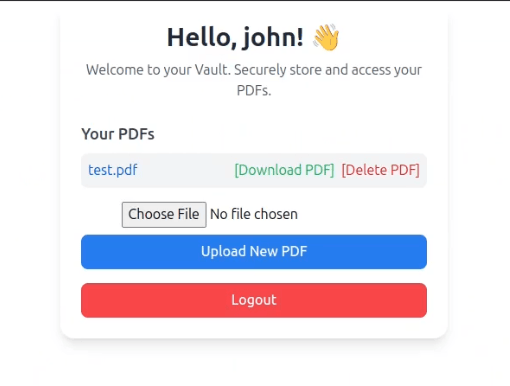 Hello, john! 👋
Welcome to your Vault. Securely store and access your
PDFs.
Your PDFs
test.pdf [Download PDF] [Delete PDF]
Choose File No file chosen
Upload New PDF
Logout